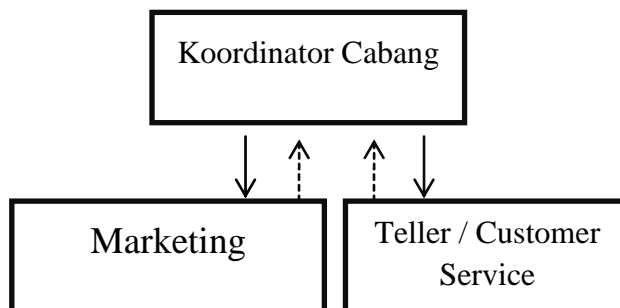 Koordinator Cabang
Marketing
Teller / Customer
Service